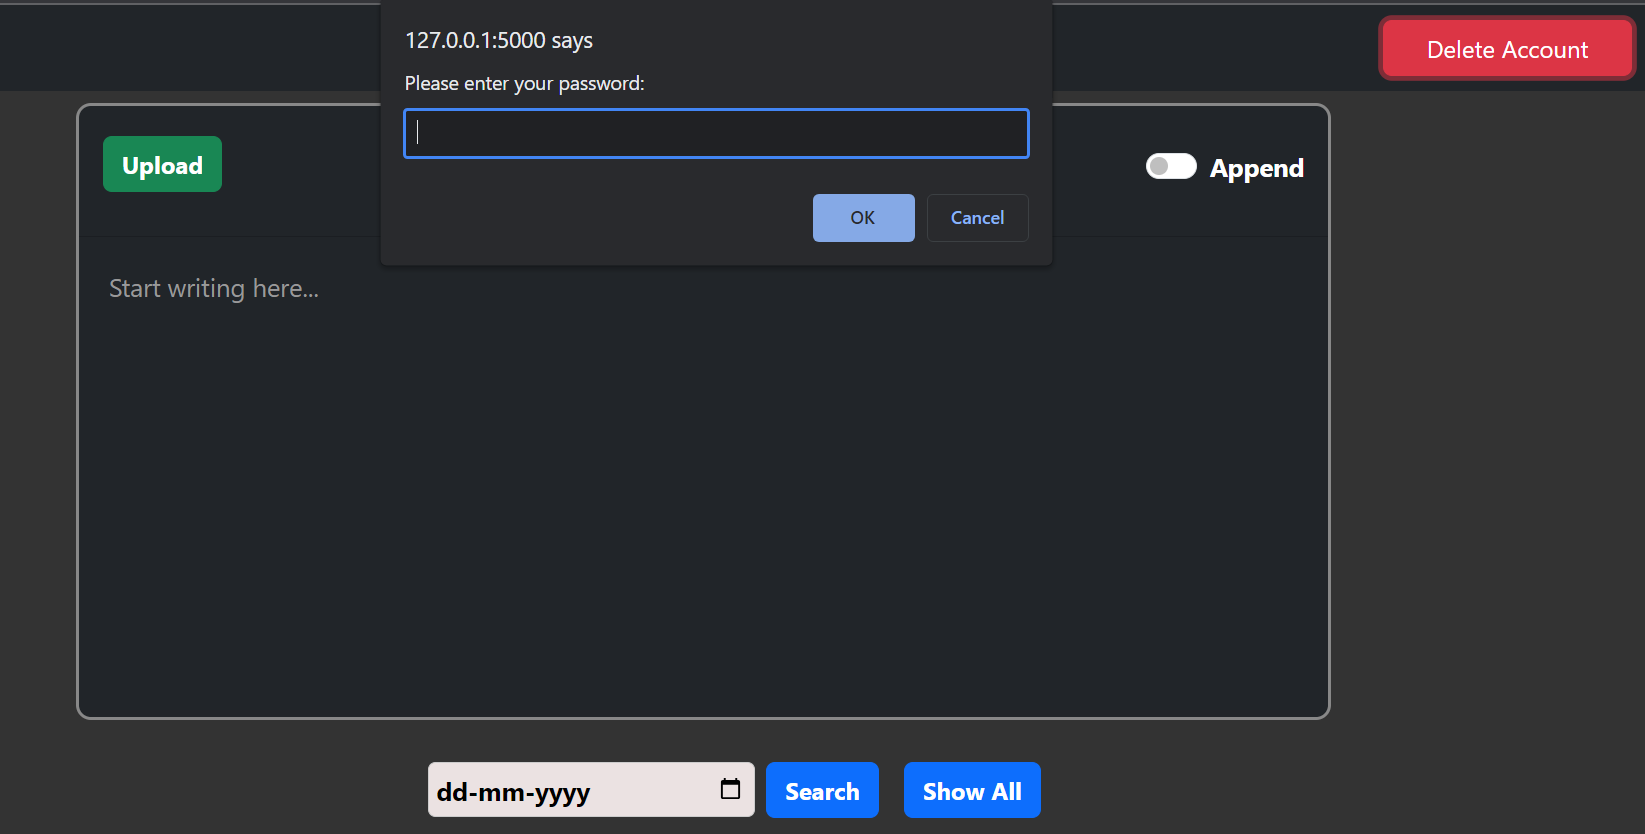 127.0.0.1:5000 says
Please enter your password:
OK
Cancel
Delete Account
Upload
Append
Start writing here...
dd-mm-yyyy
Search
Show All